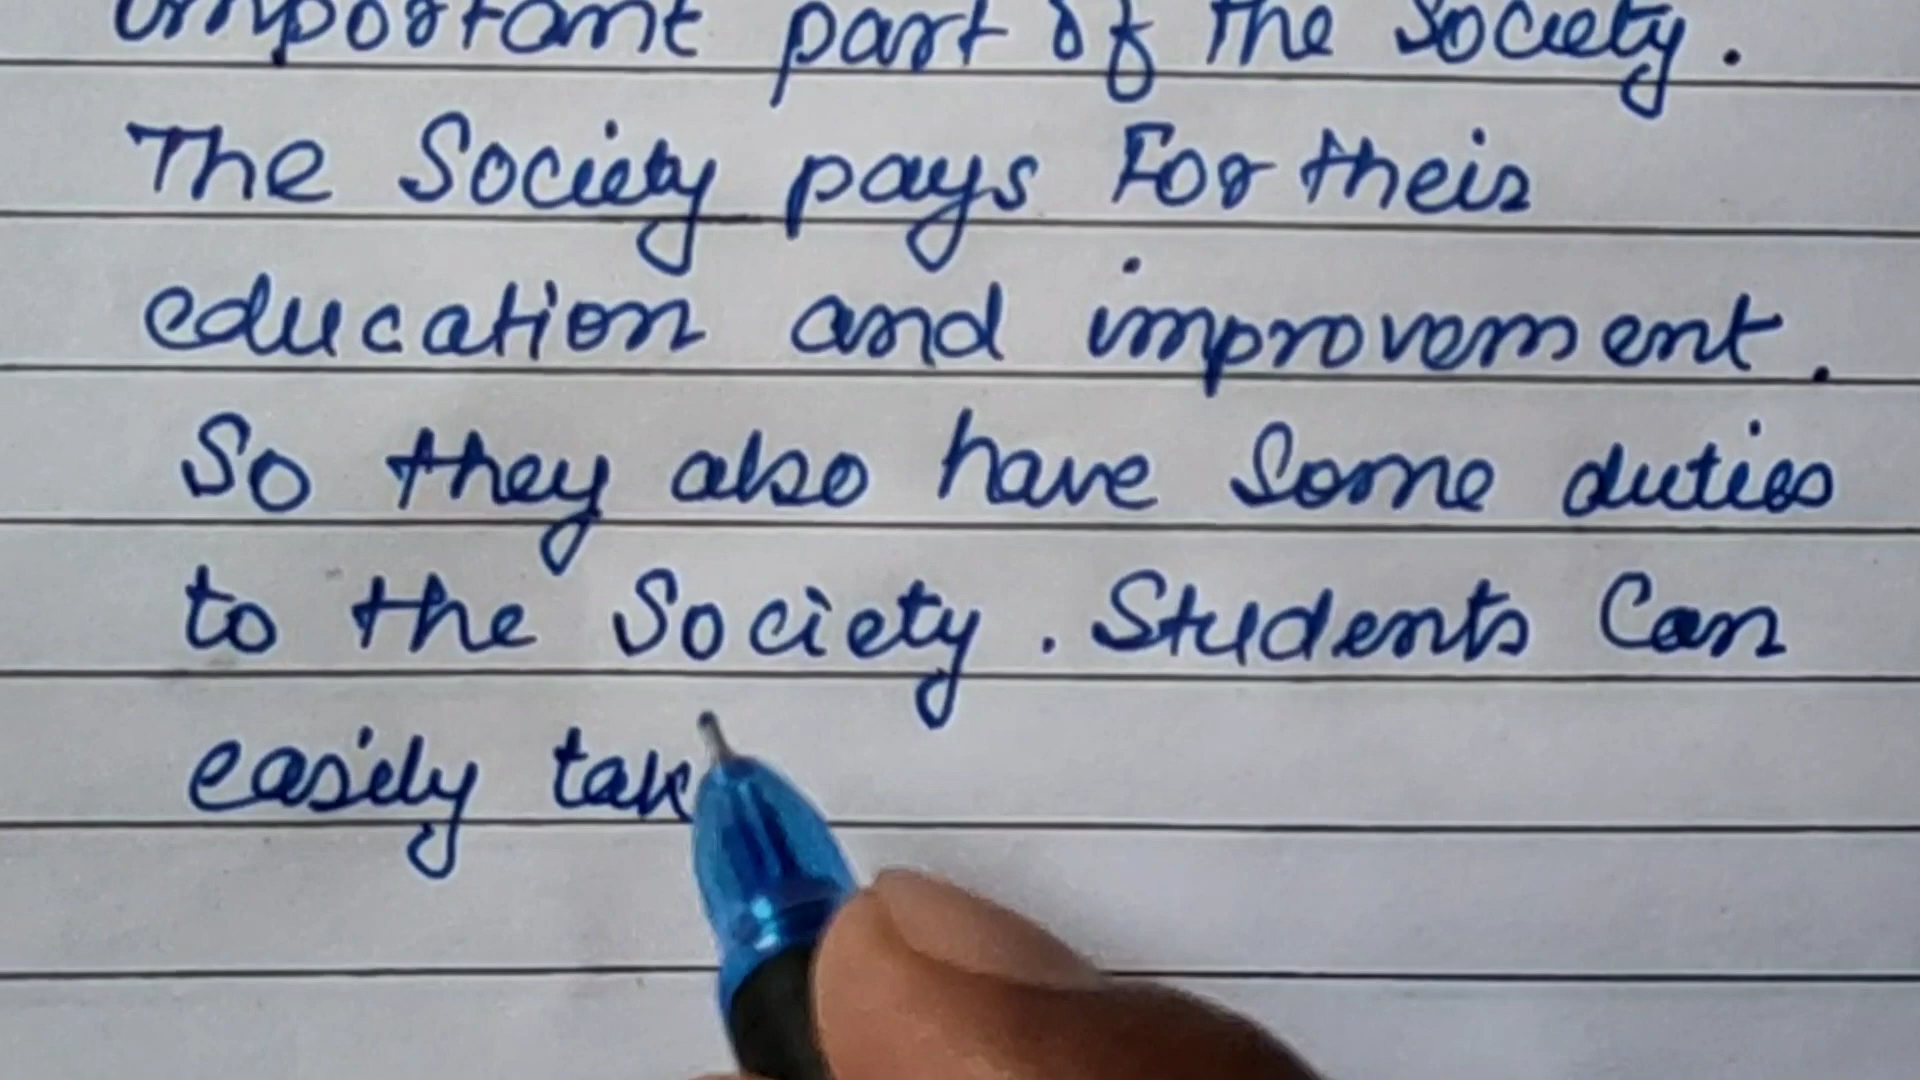 important part of the Society.
The Society pays For their
education and improvement.
So they also have Some duties
to the Society. Students Can
easily tak